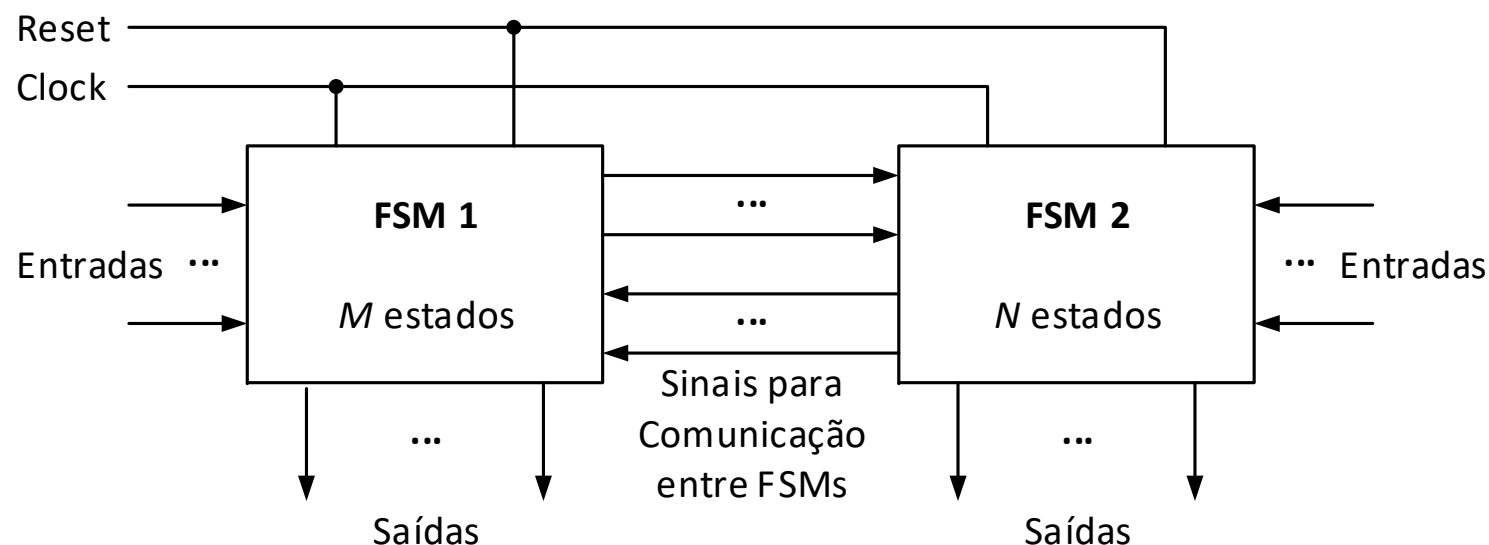 Reset
Clock
FSM 1
...
FSM 2
Entradas ...
... Entradas
M estados
...
N estados
Sinais para
Comunicação
entre FSMs
...
...
Saídas
Saídas